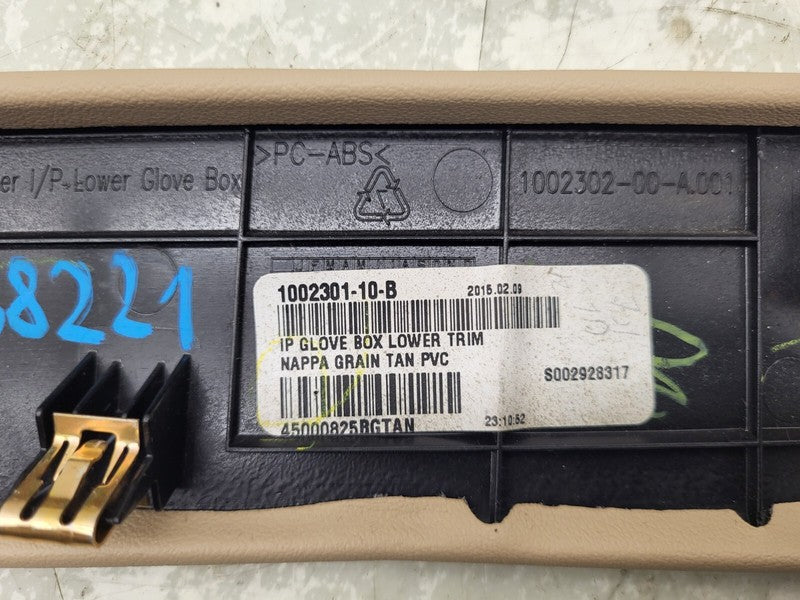 >PC-ABS<
er I/P-Lower Glove Box
1002302-00-A.001
8221
1002301-10-B 2015.02.09
IP GLOVE BOX LOWER TRIM
NAPPA GRAIN TAN PVC
S002928317
45000825BGTAN 23:10:52